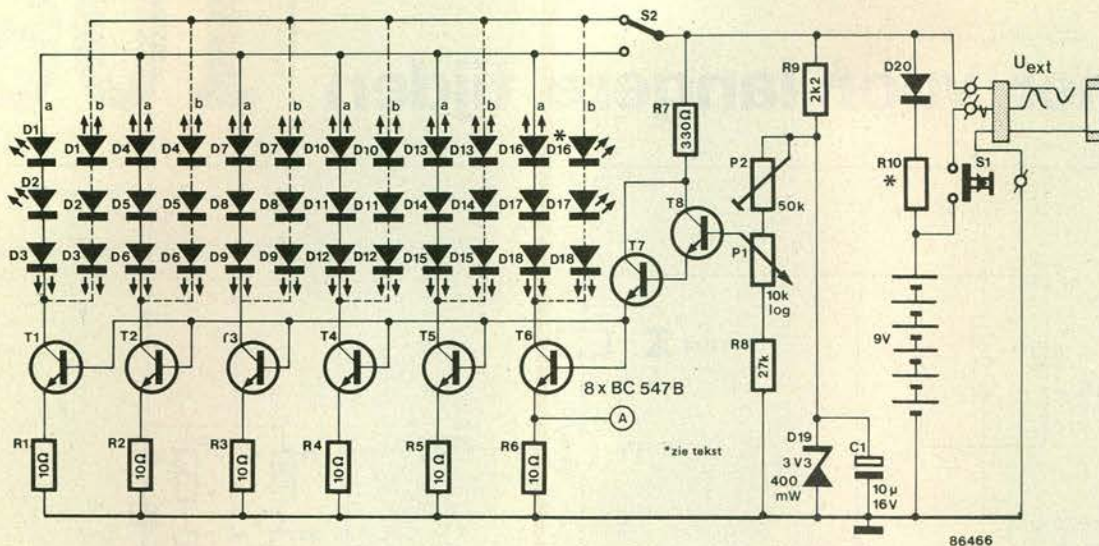 S2
D20
U ext
R9
2k2
R7
330Ω
R10
*
S1
a b a b a b a b a b a b
D1 D1 D4 D4 D7 D7 D10 D10 D13 D13 D16 * D16
D2 D2 D5 D5 D8 D8 D11 D11 D14 D14 D17 D17
D3 D3 D6 D6 D9 D9 D12 D12 D15 D15 D18 D18
P2
50k
T8
T7
P1
10k
log
9V
T1 T2 T3 T4 T5 T6
8 x BC 547B
R8
27k
A
R1 R2 R3 R4 R5 R6
10Ω 10Ω 10Ω 10Ω 10Ω 10Ω
*zie tekst
D19
3V3
400
mW
C1
10µ
16V
86466